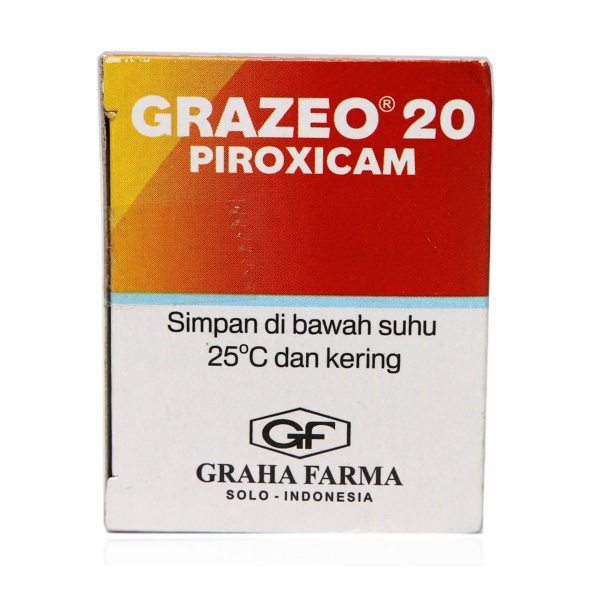 GRAZEO® 20
PIROXICAM
Simpan di bawah suhu
25°C dan kering
GF
GRAHA FARMA
SOLO - INDONESIA